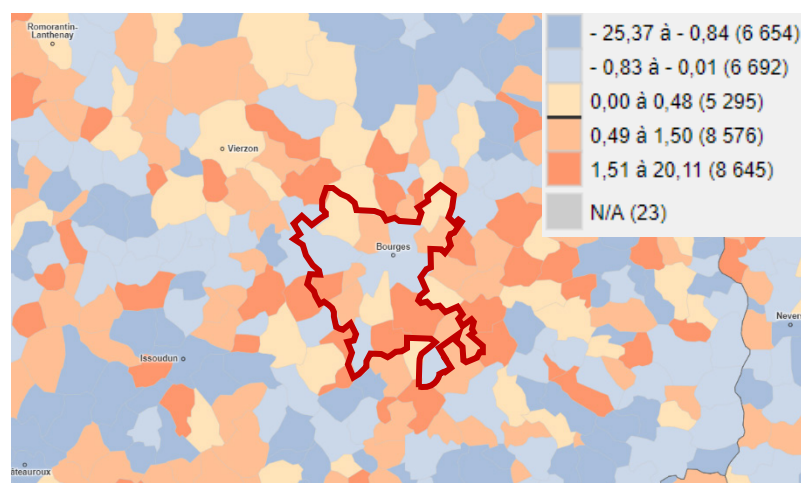 Romorantin-
Lanthenay
- 25,37 à - 0,84 (6 654)
- 0,83 à - 0,01 (6 692)
0,00 à 0,48 (5 295)
0,49 à 1,50 (8 576)
1,51 à 20,11 (8 645)
N/A (23)
Vierzon
Bourges
Nevers
Issoudun
âteauroux